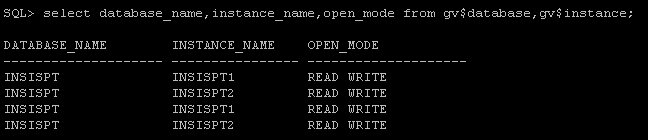 SQL> select database_name,instance_name,open_mode from gv$database,gv$instance;
DATABASE_NAME INSTANCE_NAME OPEN_MODE
-------------------- ---------------- --------------------
INSISPT INSISPT1 READ WRITE
INSISPT INSISPT2 READ WRITE
INSISPT INSISPT1 READ WRITE
INSISPT INSISPT2 READ WRITE